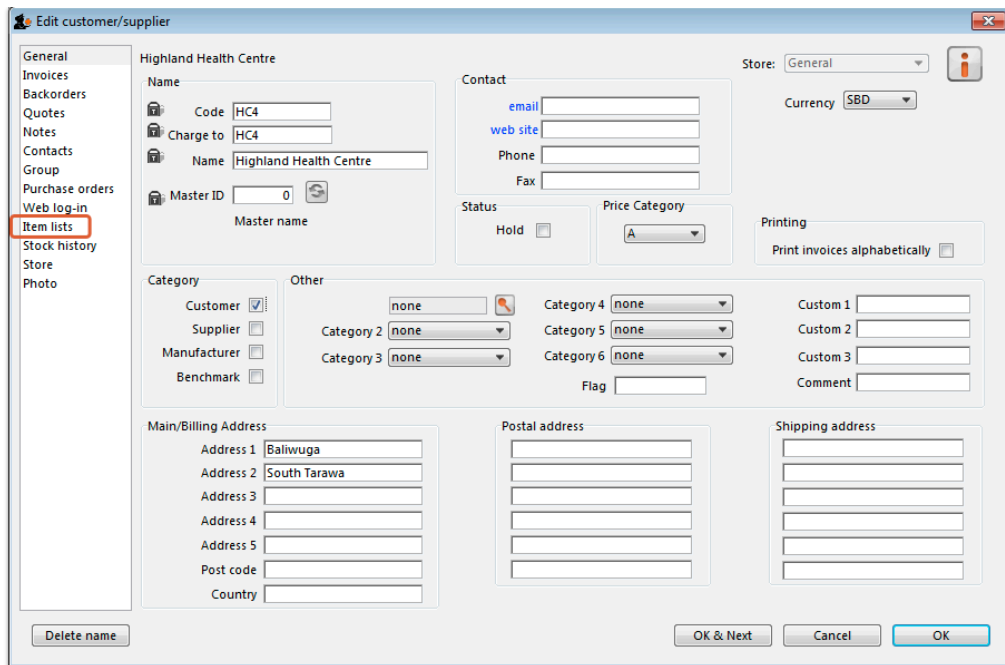 Edit customer/supplier
General
Invoices
Backorders
Quotes
Notes
Contacts
Group
Purchase orders
Web log-in
Item lists
Stock history
Store
Photo
Highland Health Centre
Store: General
Currency SBD
Name
Code HC4
Charge to HC4
Name Highland Health Centre
Master ID 0
Master name
Contact
email
web site
Phone
Fax
Status
Hold
Price Category
A
Printing
Print invoices alphabetically
Category
Customer
Supplier
Manufacturer
Benchmark
Other
none
Category 2 none
Category 3 none
Category 4 none
Category 5 none
Category 6 none
Flag
Custom 1
Custom 2
Custom 3
Comment
Main/Billing Address
Address 1 Baliwuga
Address 2 South Tarawa
Address 3
Address 4
Address 5
Post code
Country
Postal address
Shipping address
Delete name
OK & Next
Cancel
OK